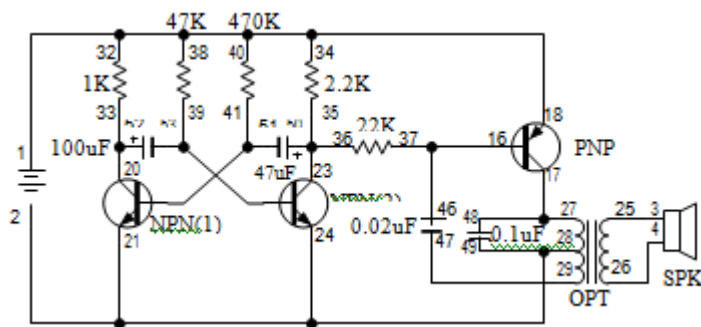 47K 470K
32 38 40 34
1K 2.2K
33 39 41 35
36 22K 37
18
16
PNP
17
1
2
100uF
+
20
47uF
+
23
NPN(1)
21
24
0.02uF
46
47
48
49
0.1uF
27
28
29
25
26
3
4
OPT
SPK